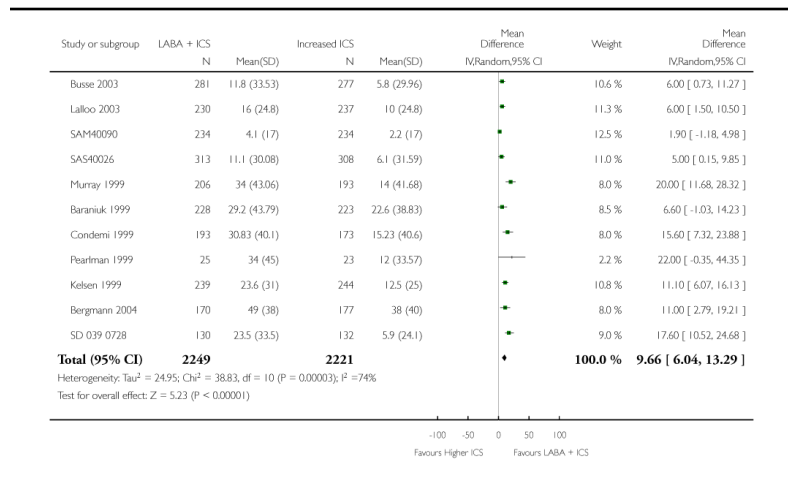 Mean Mean
Study or subgroup LABA + ICS Increased ICS Difference Weight Difference
N Mean(SD) N Mean(SD) IV,Random,95% CI IV,Random,95% CI
Busse 2003 281 11.8 (33.53) 277 5.8 (29.96) 10.6 % 6.00 [ 0.73, 11.27 ]
Lalloo 2003 230 16 (24.8) 237 10 (24.8) 11.3 % 6.00 [ 1.50, 10.50 ]
SAM40090 234 4.1 (17) 234 2.2 (17) 12.5 % 1.90 [ -1.18, 4.98 ]
SAS40026 313 11.1 (30.08) 308 6.1 (31.59) 11.0 % 5.00 [ 0.15, 9.85 ]
Murray 1999 206 34 (43.06) 193 14 (41.68) 8.0 % 20.00 [ 11.68, 28.32 ]
Baraniuk 1999 228 29.2 (43.79) 223 22.6 (38.83) 8.5 % 6.60 [ -1.03, 14.23 ]
Condemi 1999 193 30.83 (40.1) 173 15.23 (40.6) 8.0 % 15.60 [ 7.32, 23.88 ]
Pearlman 1999 25 34 (45) 23 12 (33.57) 2.2 % 22.00 [ -0.35, 44.35 ]
Kelsen 1999 239 23.6 (31) 244 12.5 (25) 10.8 % 11.10 [ 6.07, 16.13 ]
Bergmann 2004 170 49 (38) 177 38 (40) 8.0 % 11.00 [ 2.79, 19.21 ]
SD 039 0728 130 23.5 (33.5) 132 5.9 (24.1) 9.0 % 17.60 [ 10.52, 24.68 ]
Total (95% CI) 2249 2221 100.0 % 9.66 [ 6.04, 13.29 ]
Heterogeneity: Tau² = 24.95; Chi² = 38.83, df = 10 (P = 0.00003); I² =74%
Test for overall effect: Z = 5.23 (P < 0.00001)
-100 -50 0 50 100
Favours Higher ICS Favours LABA + ICS